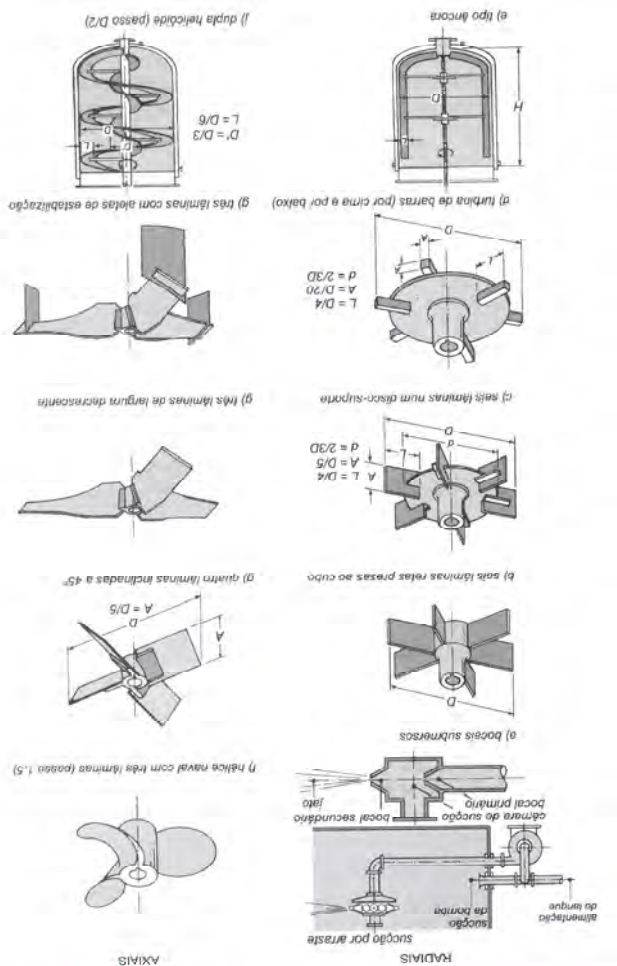 RADIAIS
alimentação
do tanque
sucção
da bomba
sucção por arraste
bocal primário
câmara de sucção
bocal secundário
jato
a) bocais submersos
D
b) seis lâminas retas presas ao cubo
L = D/4
A = D/5
d = 2/3D
A
L
d
D
c) seis lâminas num disco-suporte
L = D/4
A = D/20
d = 2/3D
L
A
A
D
d) turbina de barras (por cima e por baixo)
H
L
D
e) tipo âncora
AXIAIS
f) hélice naval com três lâminas (passo 1,5)
A
D
A = D/5
g) quatro lâminas inclinadas a 45°
g) três lâminas de largura decrescente
g) três lâminas com aletas de estabilização
D' = D/3
L = D/6
L
D'
D
j) dupla helicóide (passo D/2)